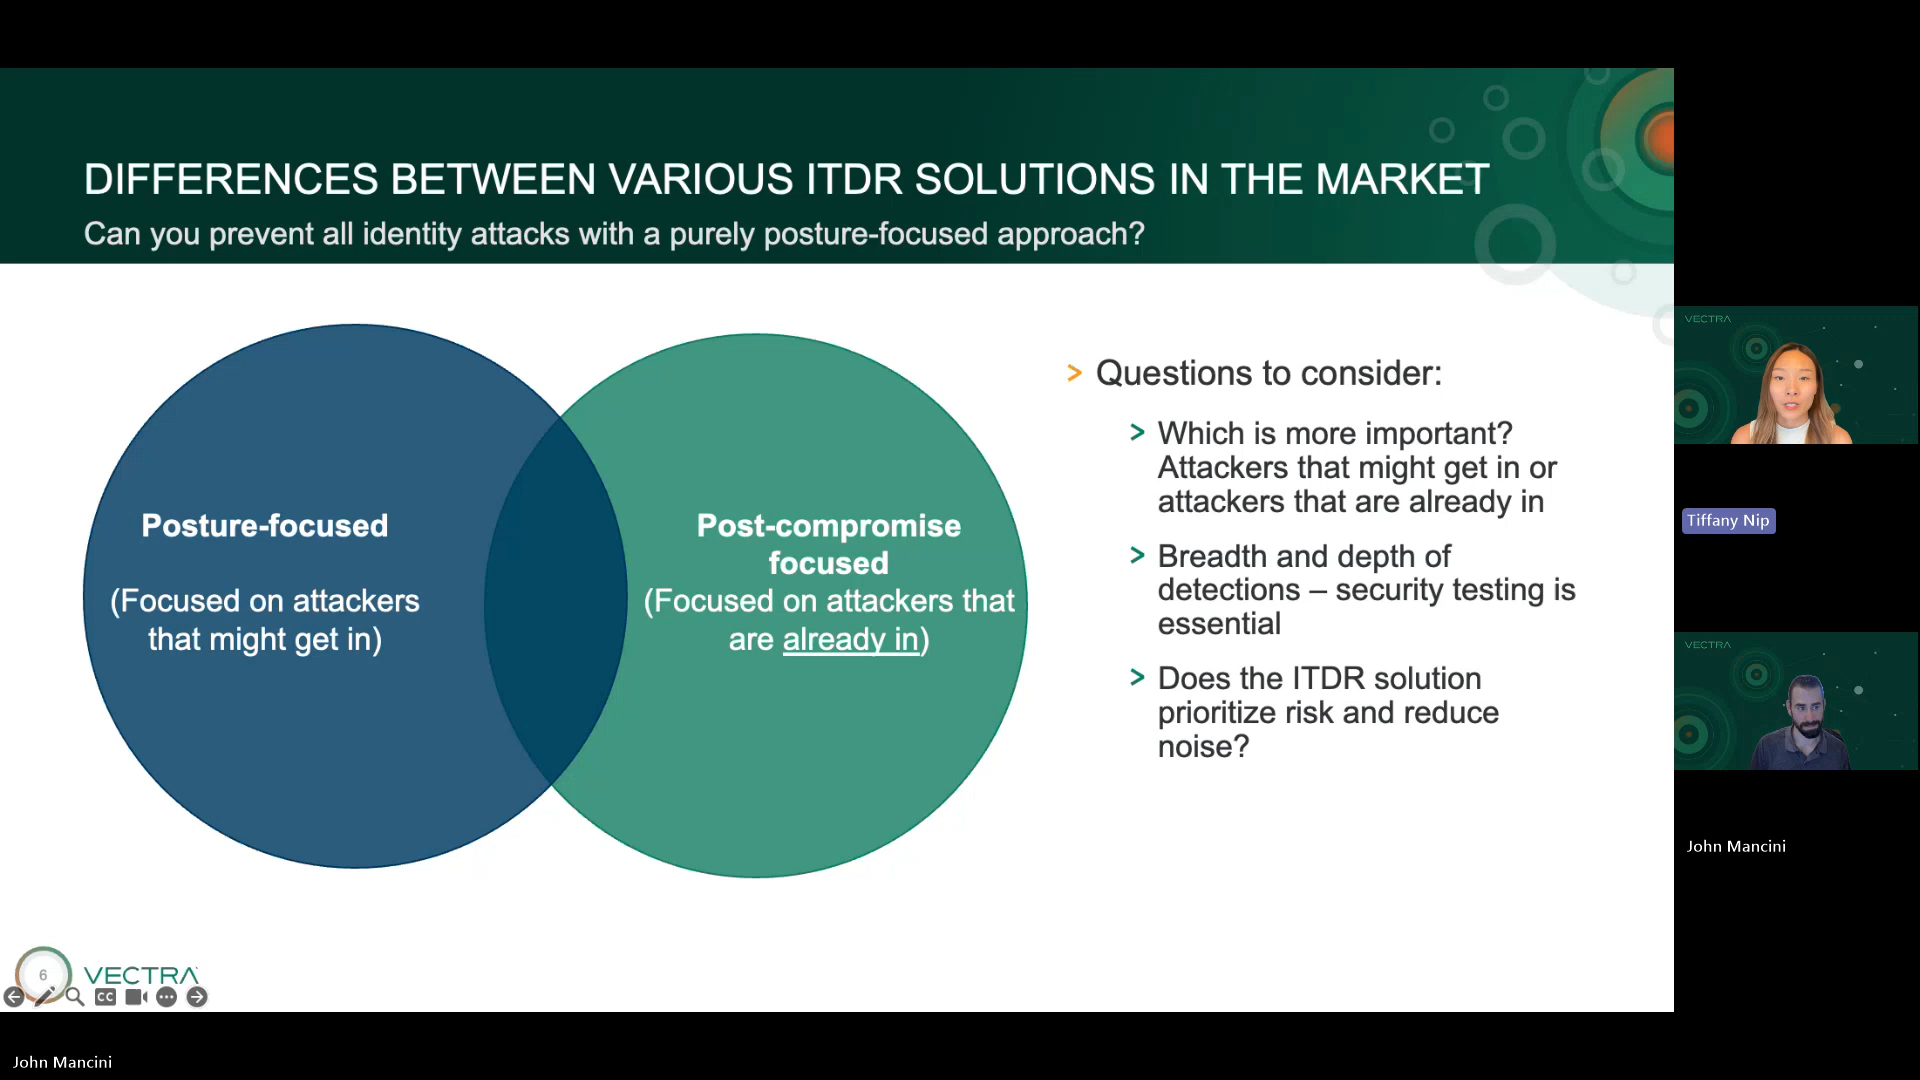 DIFFERENCES BETWEEN VARIOUS ITDR SOLUTIONS IN THE MARKET
Can you prevent all identity attacks with a purely posture-focused approach?
Posture-focused
(Focused on attackers
that might get in)
Post-compromise
focused
(Focused on attackers that
are already in)
> Questions to consider:
> Which is more important?
Attackers that might get in or
attackers that are already in
> Breadth and depth of
detections – security testing is
essential
> Does the ITDR solution
prioritize risk and reduce
noise?
6
VECTRA
CC
John Mancini
VECTRA
Tiffany Nip
VECTRA
John Mancini